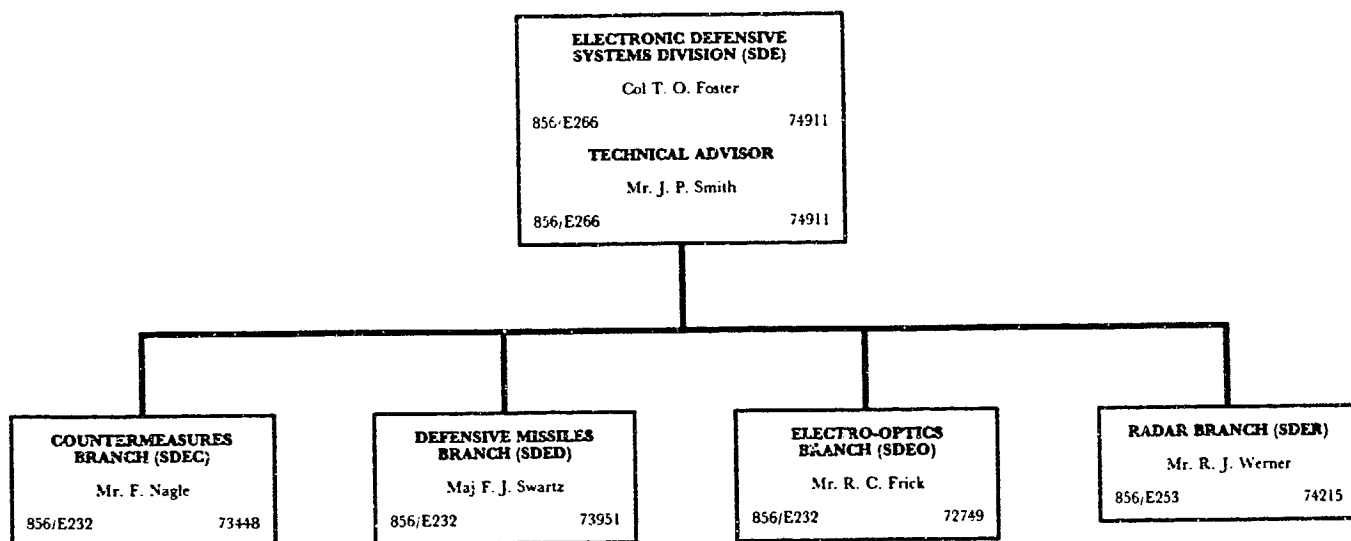 ELECTRONIC DEFENSIVE
SYSTEMS DIVISION (SDE)
Col T. O. Foster
856/E266 74911
TECHNICAL ADVISOR
Mr. J. P. Smith
856/E266 74911
COUNTERMEASURES
BRANCH (SDEC)
Mr. F. Nagle
856/E232 73448
DEFENSIVE MISSILES
BRANCH (SDED)
Maj F. J. Swartz
856/E232 73951
ELECTRO-OPTICS
BRANCH (SDEO)
Mr. R. C. Frick
856/E232 72749
RADAR BRANCH (SDER)
Mr. R. J. Werner
856/E253 74215